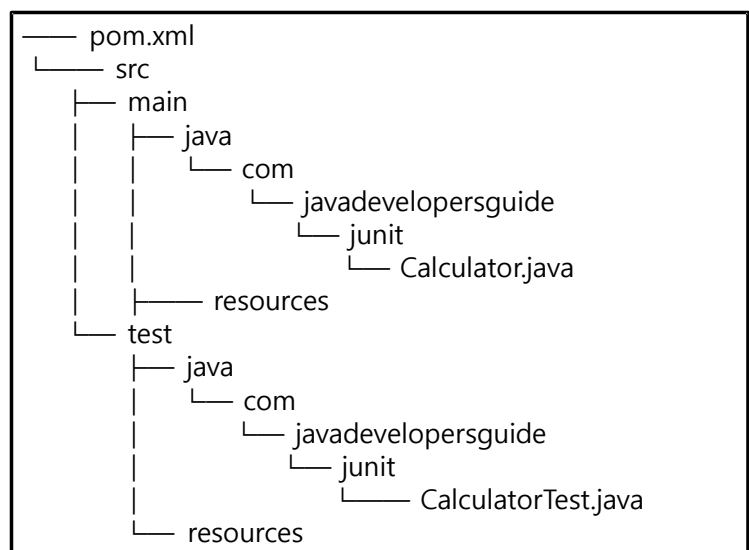 pom.xml
src
main
java
com
javadevelopersguide
junit
Calculator.java
resources
test
java
com
javadevelopersguide
junit
CalculatorTest.java
resources